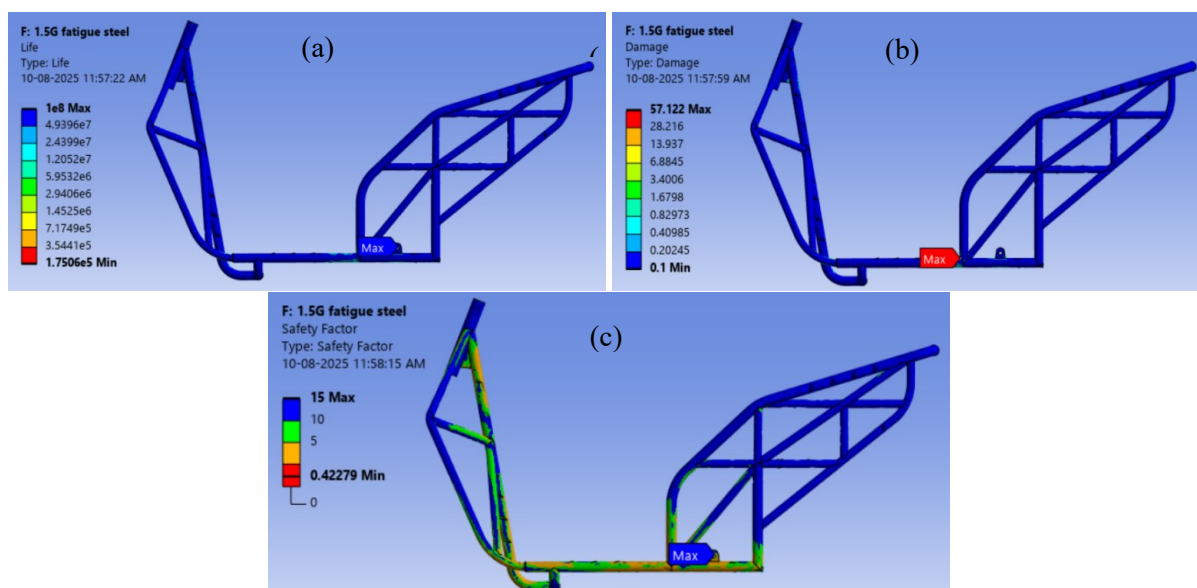 F: 1.5G fatigue steel
Life
Type: Life
10-08-2025 11:57:22 AM
(a)
1e8 Max
4.9396e7
2.4399e7
1.2052e7
5.9532e6
2.9406e6
1.4525e6
7.1749e5
3.5441e5
1.7506e5 Min
Max
F: 1.5G fatigue steel
Damage
Type: Damage
10-08-2025 11:57:59 AM
(b)
57.122 Max
28.216
13.937
6.8845
3.4006
1.6798
0.82973
0.40985
0.20245
0.1 Min
Max
F: 1.5G fatigue steel
Safety Factor
Type: Safety Factor
10-08-2025 11:58:15 AM
(c)
15 Max
10
5
0.42279 Min
0
Max